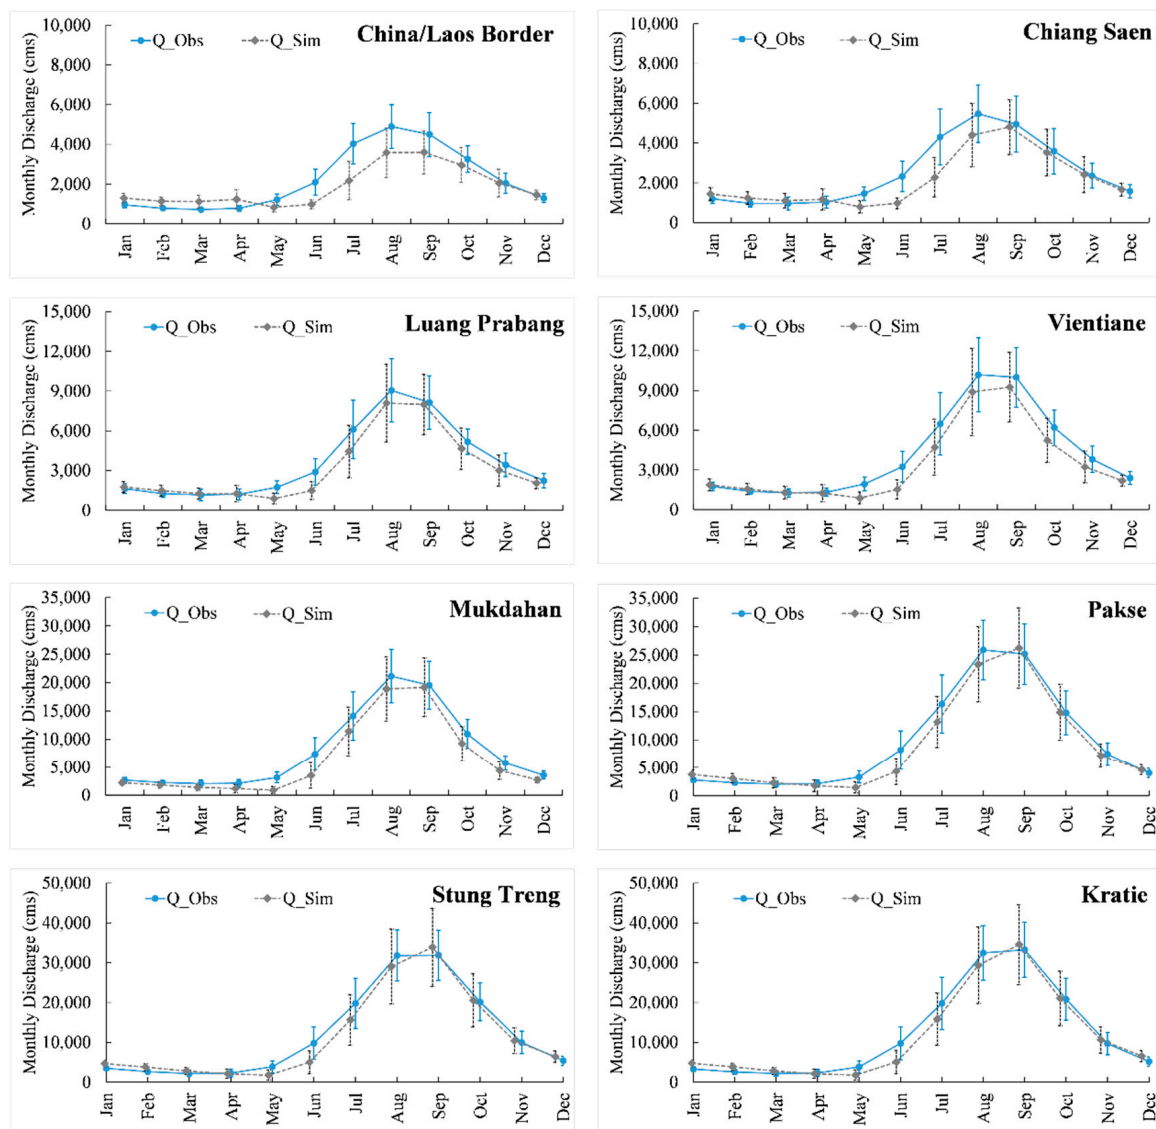 China/Laos Border
Q_Obs Q_Sim
Monthly Discharge (cms)
10,000
8,000
6,000
4,000
2,000
0
Jan Feb Mar Apr May Jun Jul Aug Sep Oct Nov Dec
Chiang Saen
Q_Obs Q_Sim
Monthly Discharge (cms)
10,000
8,000
6,000
4,000
2,000
0
Jan Feb Mar Apr May Jun Jul Aug Sep Oct Nov Dec
Luang Prabang
Q_Obs Q_Sim
Monthly Discharge (cms)
15,000
12,000
9,000
6,000
3,000
0
Jan Feb Mar Apr May Jun Jul Aug Sep Oct Nov Dec
Vientiane
Q_Obs Q_Sim
Monthly Discharge (cms)
15,000
12,000
9,000
6,000
3,000
0
Jan Feb Mar Apr May Jun Jul Aug Sep Oct Nov Dec
Mukdahan
Q_Obs Q_Sim
Monthly Discharge (cms)
35,000
30,000
25,000
20,000
15,000
10,000
5,000
0
Jan Feb Mar Apr May Jun Jul Aug Sep Oct Nov Dec
Pakse
Q_Obs Q_Sim
Monthly Discharge (cms)
35,000
30,000
25,000
20,000
15,000
10,000
5,000
0
Jan Feb Mar Apr May Jun Jul Aug Sep Oct Nov Dec
Stung Treng
Q_Obs Q_Sim
Monthly Discharge (cms)
50,000
40,000
30,000
20,000
10,000
0
Jan Feb Mar Apr May Jun Jul Aug Sep Oct Nov Dec
Kratie
Q_Obs Q_Sim
Monthly Discharge (cms)
50,000
40,000
30,000
20,000
10,000
0
Jan Feb Mar Apr May Jun Jul Aug Sep Oct Nov Dec